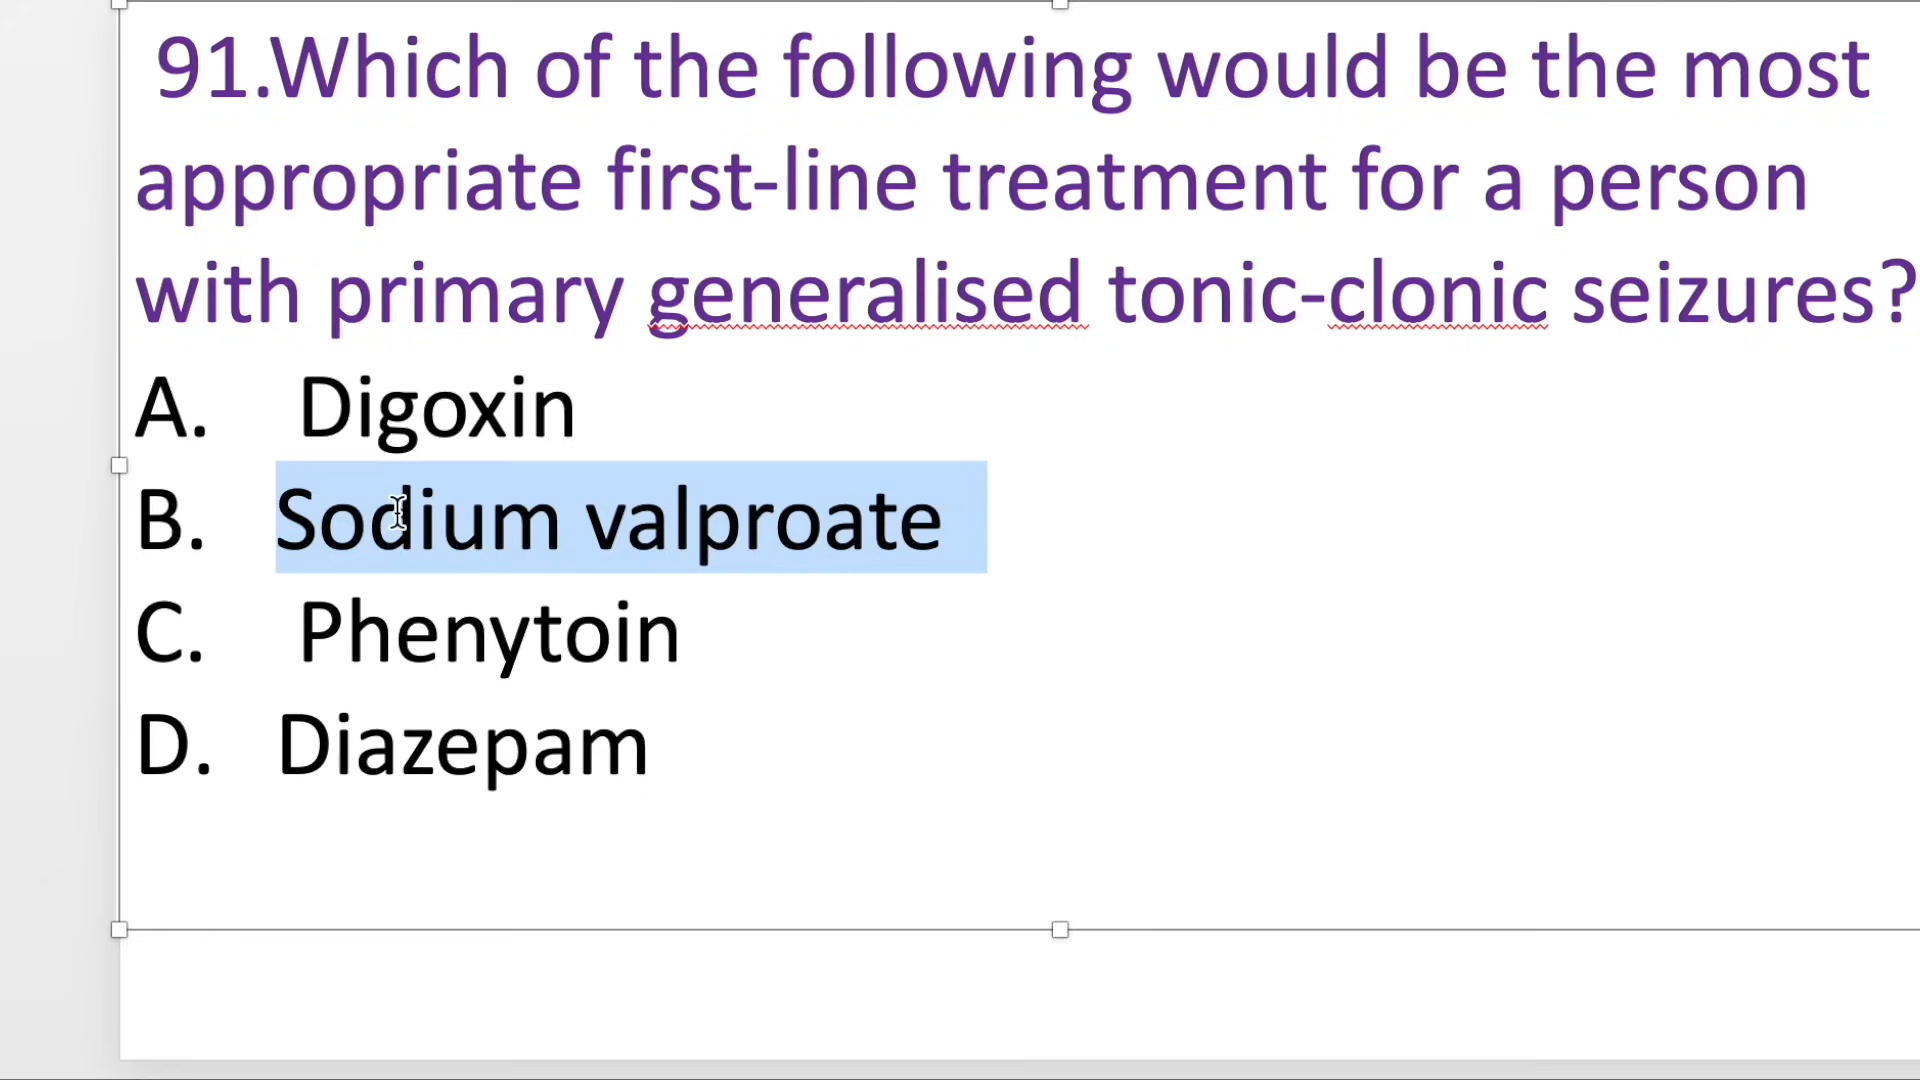 91.Which of the following would be the most
appropriate first-line treatment for a person
with primary generalised tonic-clonic seizures?
A. Digoxin
B. Sodium valproate
C. Phenytoin
D. Diazepam